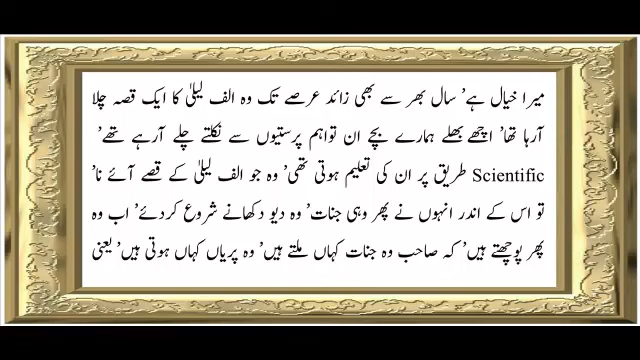 میرا خیال ہے’ سال بھر سے بھی زائد عرصے تک وہ الف لیلیٰ کا ایک قصہ چلا
آرہا تھا’ اچھے بھلے ہمارے بچے ان تواہم پرستیوں سے نکلتے چلے آرہے تھے’
Scientific طریق پر ان کی تعلیم ہوتی تھی’ وہ جو الف لیلیٰ کے قصے آئے نا’
تو اس کے اندر انہوں نے پھر وہی جنات’ وہ دیو دکھانے شروع کردئے’ اب وہ
پھر پوچھتے ہیں’ کہ صاحب وہ جنات کہاں ملتے ہیں’ وہ پریاں کہاں ہوتی ہیں’ یعنی